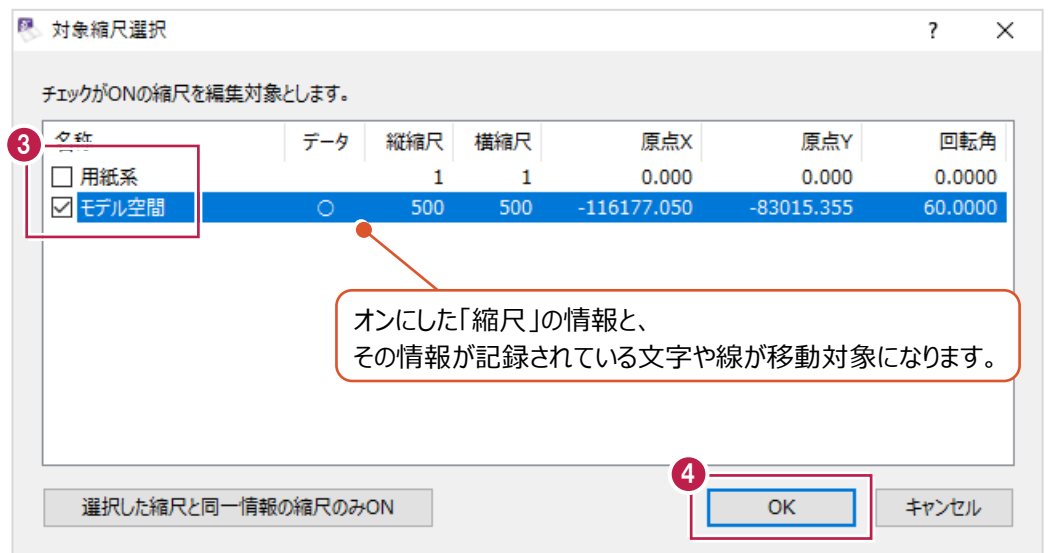 対象縮尺選択 ?
チェックがONの縮尺を編集対象とします。
3
名称 データ 縦縮尺 横縮尺 原点X 原点Y 回転角
用紙系 1 1 0.000 0.000 0.0000
モデル空間 ○ 500 500 -116177.050 -83015.355 60.0000
オンにした「縮尺」の情報と、
その情報が記録されている文字や線が移動対象になります。
4
選択した縮尺と同一情報の縮尺のみON OK キャンセル